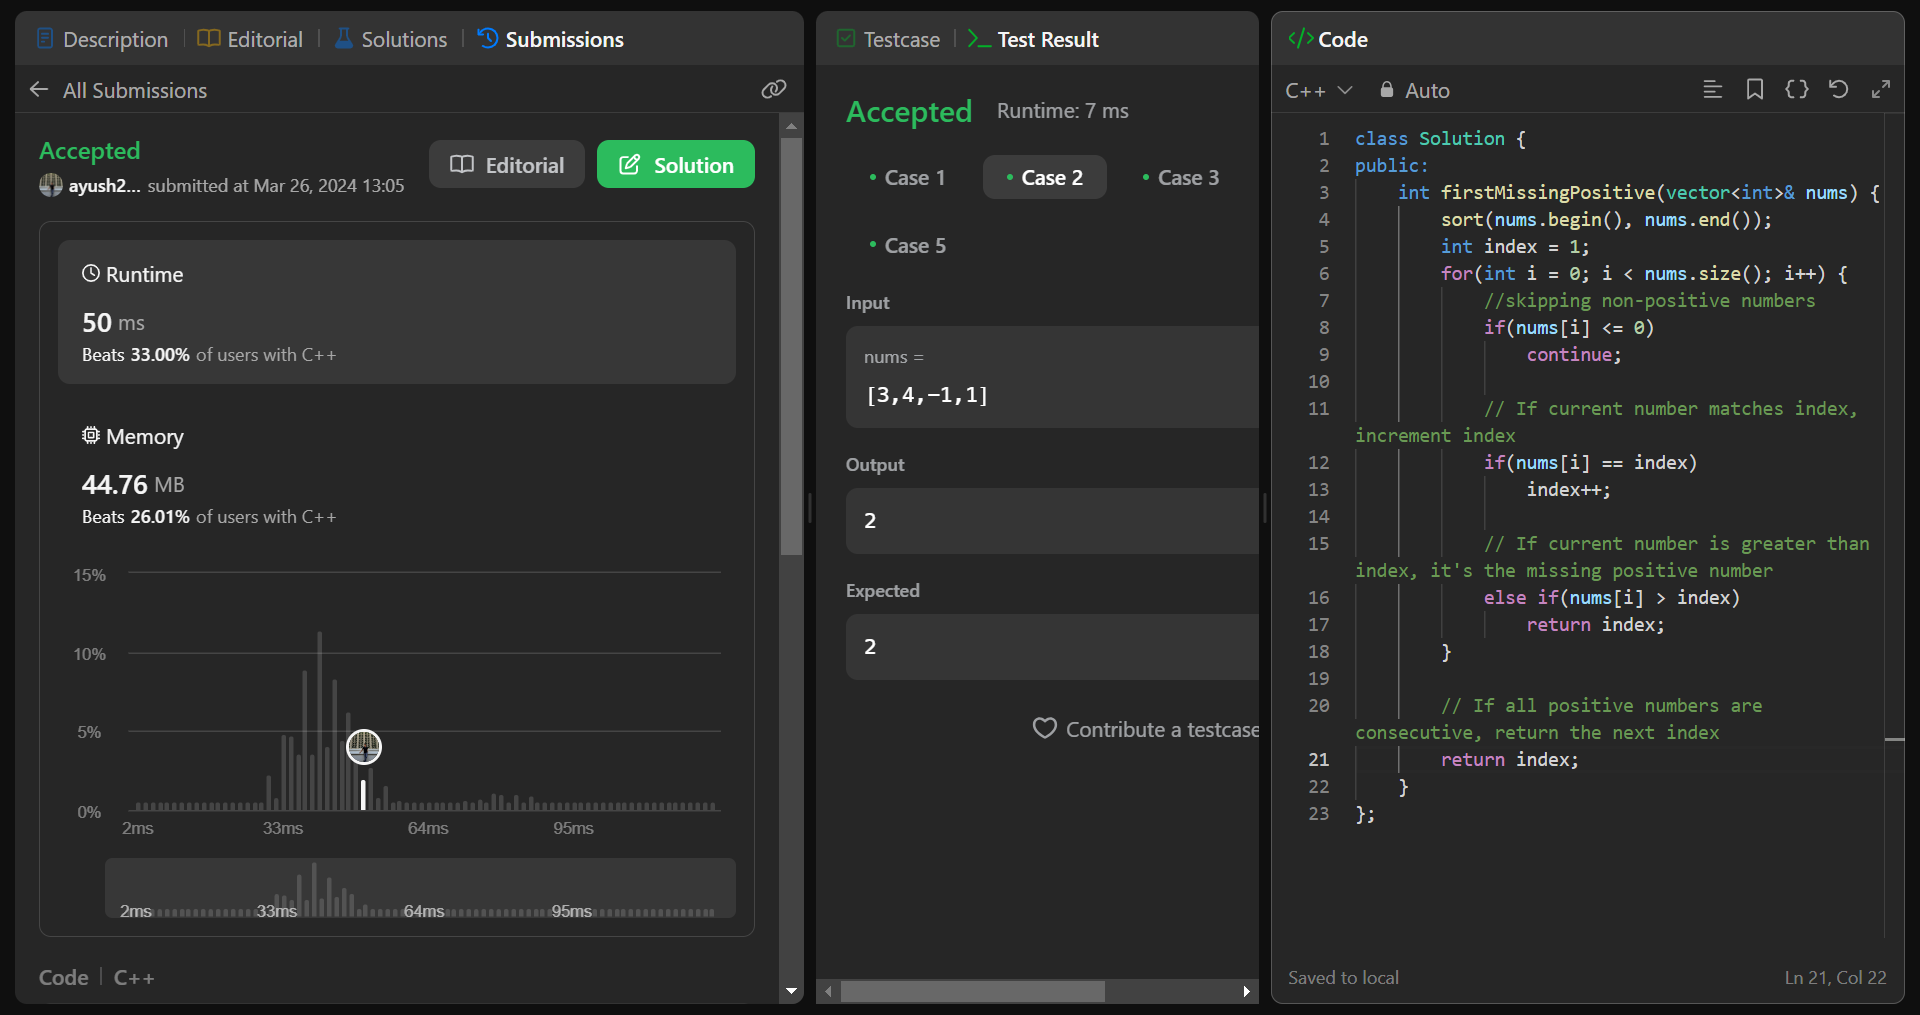 Description | Editorial | Solutions | Submissions
All Submissions
Accepted
ayush2... submitted at Mar 26, 2024 13:05
Editorial
Solution
Runtime
50 ms
Beats 33.00% of users with C++
Memory
44.76 MB
Beats 26.01% of users with C++
15%
10%
5%
0%
2ms 33ms 64ms 95ms
2ms 33ms 64ms 95ms
Code | C++
Testcase | Test Result
Accepted Runtime: 7 ms
• Case 1 • Case 2 • Case 3
• Case 5
Input
nums =
[3,4,-1,1]
Output
2
Expected
2
Contribute a testcase
</> Code
C++ Auto
1 class Solution {
2 public:
3 int firstMissingPositive(vector<int>& nums) {
4 sort(nums.begin(), nums.end());
5 int index = 1;
6 for(int i = 0; i < nums.size(); i++) {
7 //skipping non-positive numbers
8 if(nums[i] <= 0)
9 continue;
10
11 // If current number matches index,
increment index
12 if(nums[i] == index)
13 index++;
14
15 // If current number is greater than
index, it's the missing positive number
16 else if(nums[i] > index)
17 return index;
18 }
19
20 // If all positive numbers are
consecutive, return the next index
21 return index;
22 }
23 };
Saved to local
Ln 21, Col 22